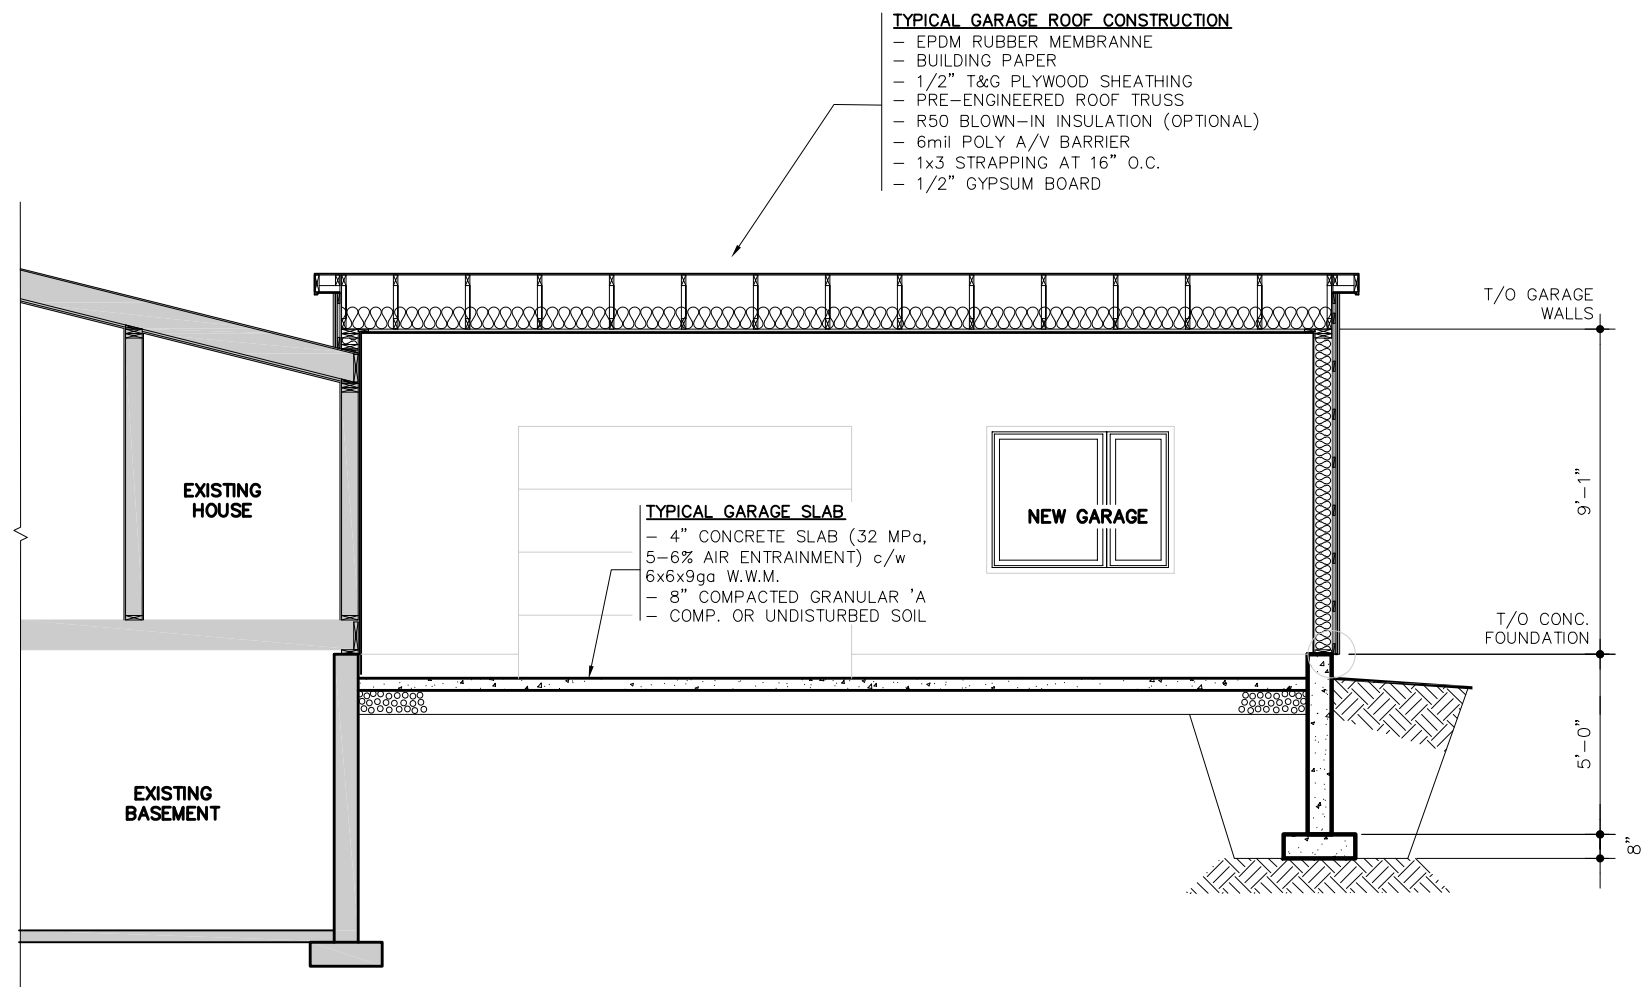 TYPICAL GARAGE ROOF CONSTRUCTION
– EPDM RUBBER MEMBRANNE
– BUILDING PAPER
– 1/2" T&G PLYWOOD SHEATHING
– PRE–ENGINEERED ROOF TRUSS
– R50 BLOWN–IN INSULATION (OPTIONAL)
– 6mil POLY A/V BARRIER
– 1x3 STRAPPING AT 16" O.C.
– 1/2" GYPSUM BOARD
T/O GARAGE
WALLS
9'–1"
EXISTING
HOUSE
TYPICAL GARAGE SLAB
– 4" CONCRETE SLAB (32 MPa,
5–6% AIR ENTRAINMENT) c/w
6x6x9ga W.W.M.
– 8" COMPACTED GRANULAR 'A
– COMP. OR UNDISTURBED SOIL
NEW GARAGE
T/O CONC.
FOUNDATION
5'–0"
EXISTING
BASEMENT
8"